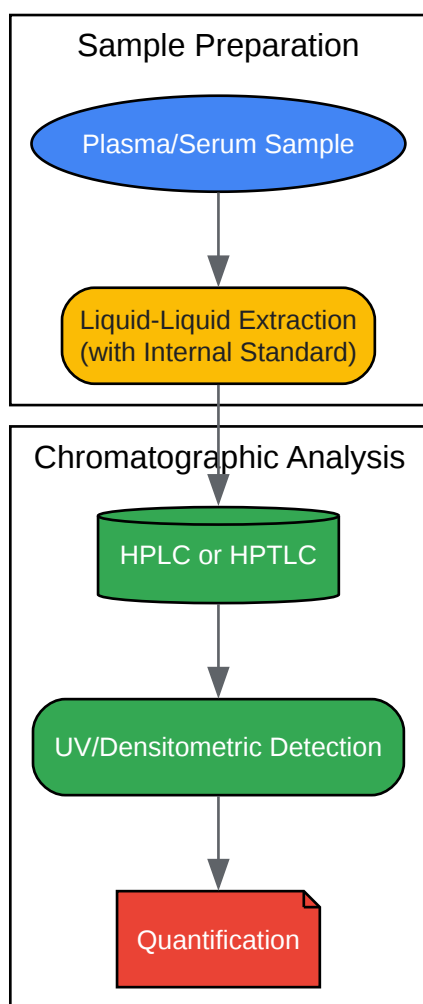 Sample Preparation
Plasma/Serum Sample
Liquid-Liquid Extraction
(with Internal Standard)
Chromatographic Analysis
HPLC or HPTLC
UV/Densitometric Detection
Quantification